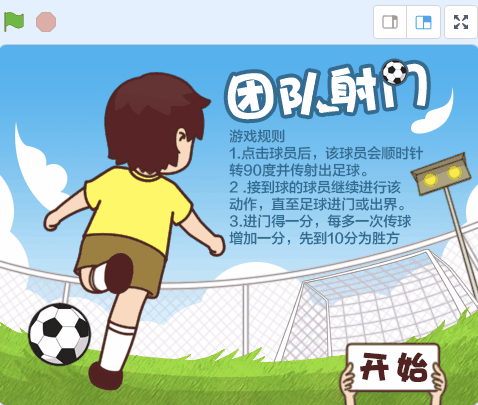 团队射门
游戏规则
1.点击球员后，该球员会顺时针
转90度并传射出足球。
2 .接到球的球员继续进行该
动作，直至足球进门或出界。
3.进门得一分，每多一次传球
增加一分，先到10分为胜方
开始